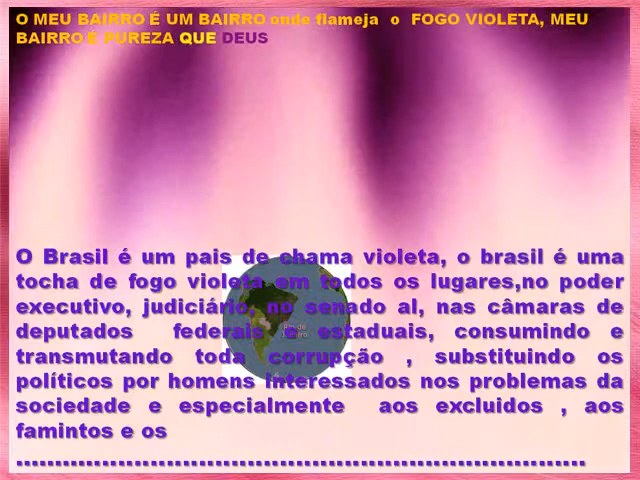 O MEU BAIRRO É UM BAIRRO onde flameja o FOGO VIOLETA, MEU
BAIRRO É PUREZA QUE DEUS
O Brasil é um pais de chama violeta, o brasil é uma
tocha de fogo violeta em todos os lugares,no poder
executivo, judiciário, no senado al, nas câmaras de
deputados federais e estaduais, consumindo e
transmutando toda corrupção , substituindo os
políticos por homens interessados nos problemas da
sociedade e especialmente aos excluidos , aos
famintos e os
.......................................................................
Rio de
Janeiro